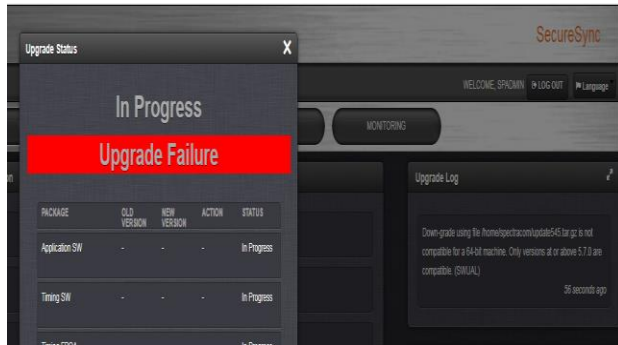 SecureSync
Upgrade Status
X
WELCOME, SPADMIN
LOG OUT
Language
In Progress
MONITORING
Upgrade Failure
Upgrade Log
PACKAGE OLD VERSION NEW VERSION ACTION STATUS
Application SW - - - In Progress
Timing SW - - - In Progress
Down-grade using file /home/spectracom/update545.tar.gz is not
compatible for a 64-bit machine. Only versions at or above 5.7.0 are
compatible. (SWUAL)
56 seconds ago